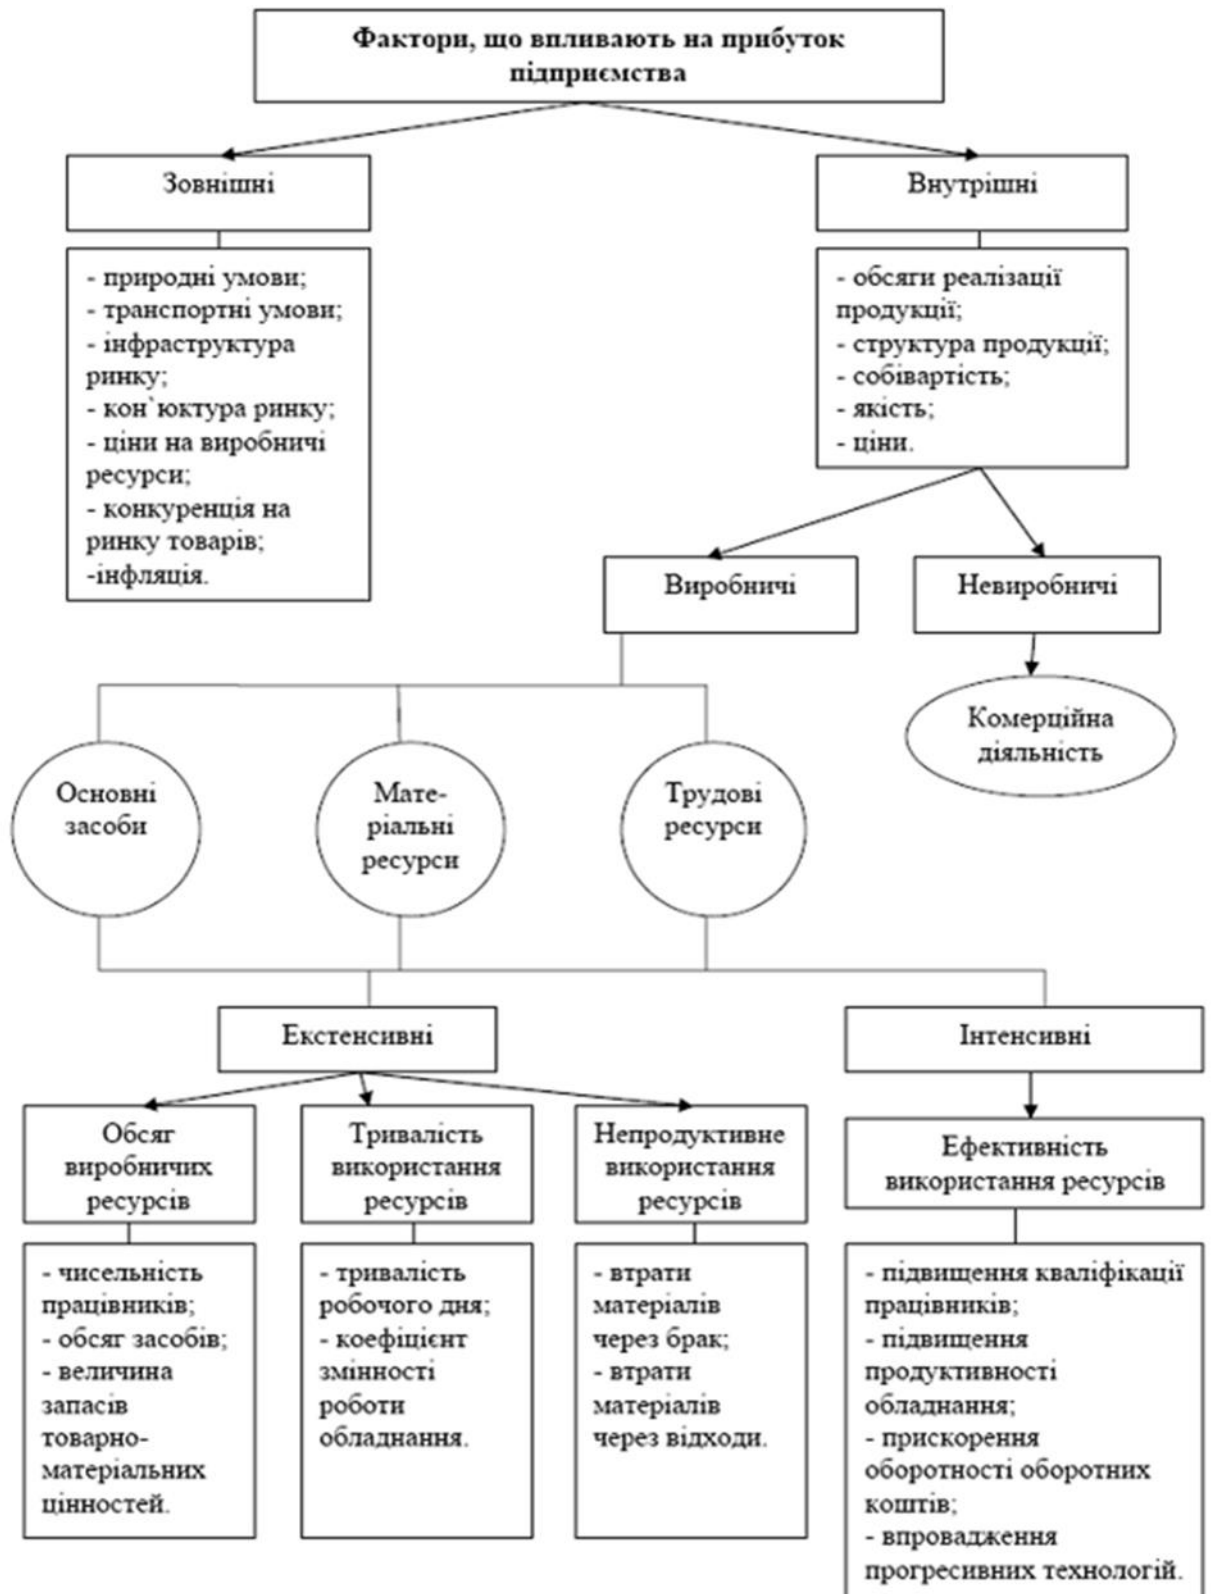 Фактори, що впливають на прибуток
підприємства
Зовнішні
Внутрішні
- природні умови;
- транспортні умови;
- інфраструктура
ринку;
- кон`юктура ринку;
- ціни на виробничі
ресурси;
- конкуренція на
ринку товарів;
-інфляція.
- обсяги реалізації
продукції;
- структура продукції;
- собівартість;
- якість;
- ціни.
Виробничі
Невиробничі
Комерційна
діяльність
Основні
засоби
Мате-
ріальні
ресурси
Трудові
ресурси
Екстенсивні
Інтенсивні
Обсяг
виробничих
ресурсів
Тривалість
використання
ресурсів
Непродуктивне
використання
ресурсів
Ефективність
використання ресурсів
- чисельність
працівників;
- обсяг засобів;
- величина
запасів
товарно-
матеріальних
цінностей.
- тривалість
робочого дня;
- коефіцієнт
змінності
роботи
обладнання.
- втрати
матеріалів
через брак;
- втрати
матеріалів
через відходи.
- підвищення кваліфікації
працівників;
- підвищення
продуктивності
обладнання;
- прискорення
оборотності оборотних
коштів;
- впровадження
прогресивних технологій.